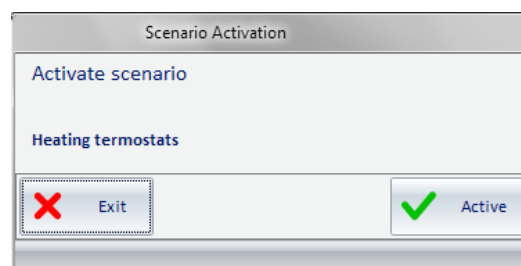 Scenario Activation
Activate scenario
Heating termostats
Exit
Active